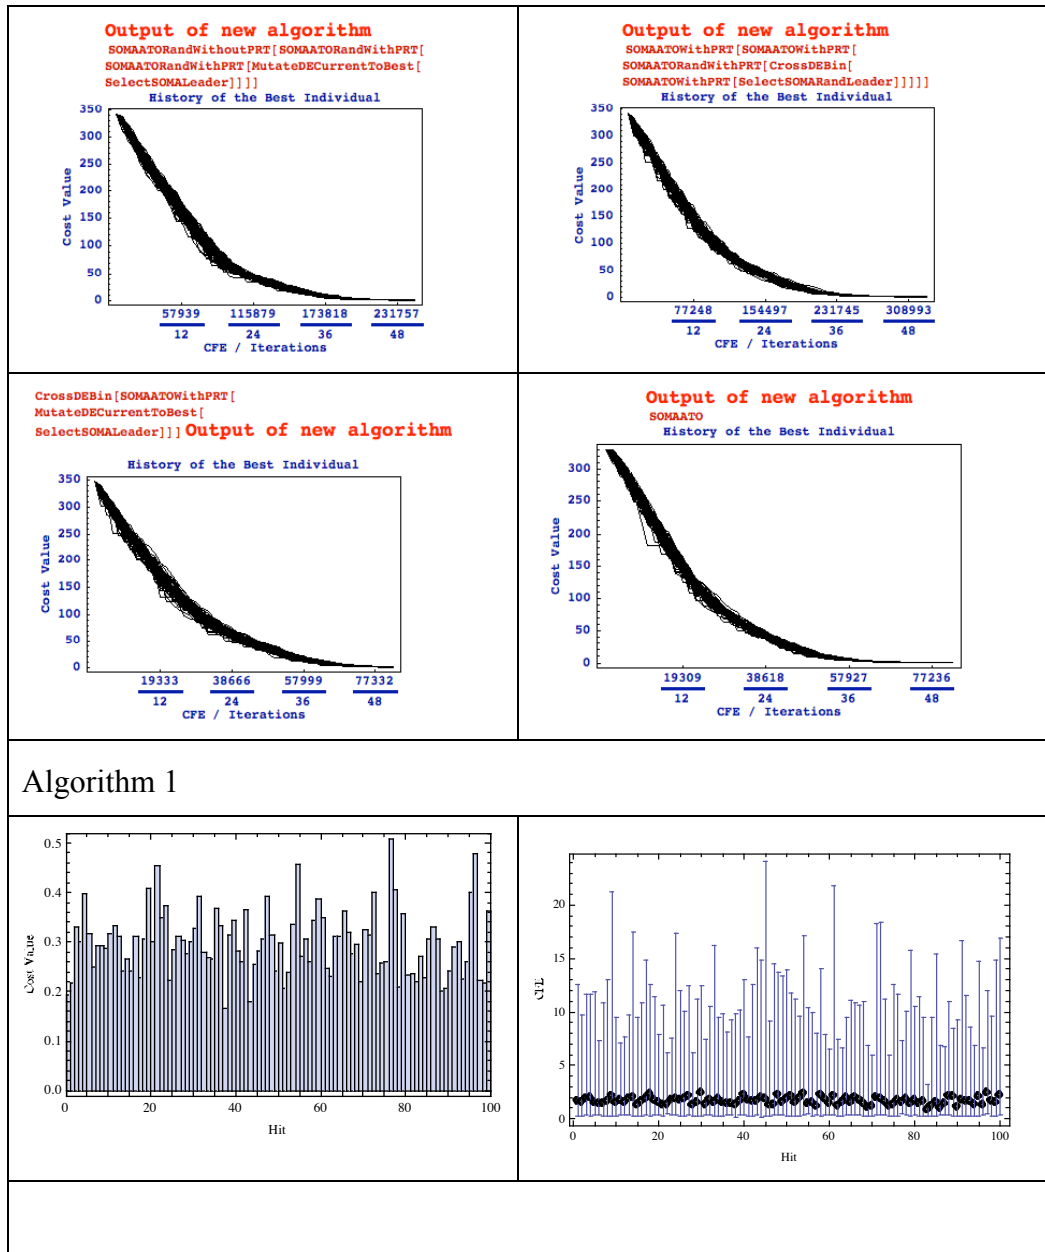 Output of new algorithm
SOMAATORandWithoutPRT[SOMAATORandWithPRT[
SOMAATORandWithPRT[MutateDECurrentToBest[
SelectSOMALeader]]]]
History of the Best Individual
350
300
250
200
150
100
50
0
Cost Value
57939 115879 173818 231757
12 24 36 48
CFE / Iterations
Output of new algorithm
SOMAATOWithPRT[SOMAATOWithPRT[
SOMAATORandWithPRT[CrossDEBin[
SOMAATOWithPRT[SelectSOMARandLeader]]]]]
History of the Best Individual
350
300
250
200
150
100
50
0
Cost Value
77248 154497 231745 308993
12 24 36 48
CFE / Iterations
CrossDEBin[SOMAATOWithPRT[
MutateDECurrentToBest[
SelectSOMALeader]]] Output of new algorithm
History of the Best Individual
350
300
250
200
150
100
50
0
Cost Value
19333 38666 57999 77332
12 24 36 48
CFE / Iterations
Output of new algorithm
SOMAATO
History of the Best Individual
300
250
200
150
100
50
0
Cost Value
19309 38618 57927 77236
12 24 36 48
CFE / Iterations
Algorithm 1
0.5
0.4
0.3
0.2
0.1
0.0
Cost Value
0 20 40 60 80 100
Hit
20
15
10
5
0
CFE
0 20 40 60 80 100
Hit